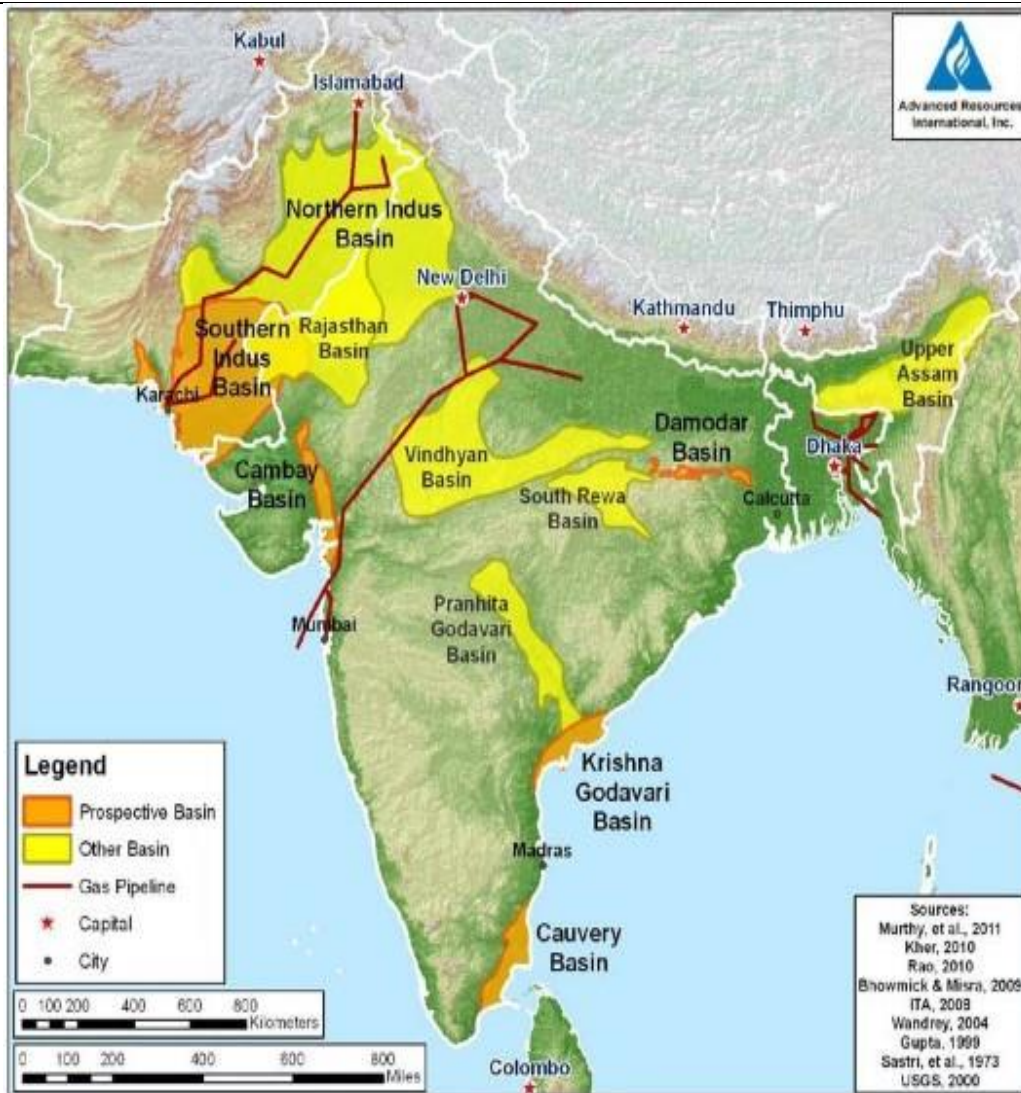 Kabul
Islamabad
Advanced Resources
International, Inc.
Northern Indus
Basin
New Delhi
Kathmandu
Thimphu
Southern
Indus
Basin
Rajasthan
Basin
Karachi
Upper
Assam
Basin
Damodar
Basin
Dhaka
Vindhyan
Basin
Cambay
Basin
South Rewa
Basin
Calcutta
Pranhita
Godavari
Basin
Mumbai
Rangoon
Krishna
Godavari
Basin
Madras
Cauvery
Basin
Colombo
Legend
Prospective Basin
Other Basin
Gas Pipeline
Capital
City
0 100 200 400 600 800
Kilometers
0 100 200 400 600 800
Miles
Sources:
Murthy, et al., 2011
Kher, 2010
Rao, 2010
Bhowmick & Misra, 2009
ITA, 2009
Wandrey, 2004
Gupta, 1999
Sastri, et al., 1973
USGS, 2000